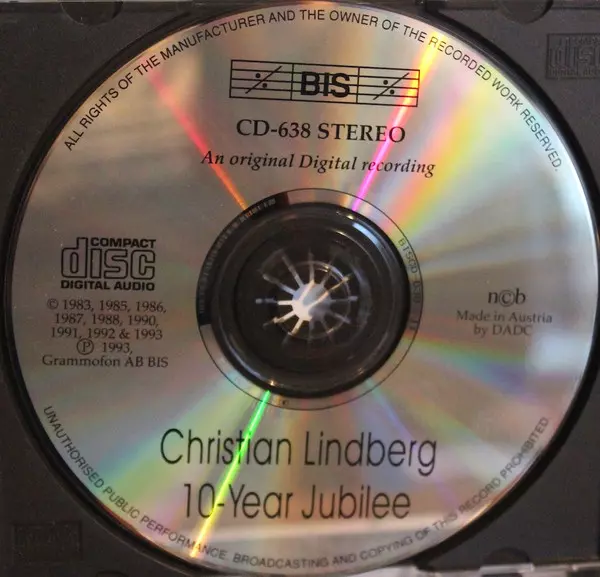 ALL RIGHTS OF THE MANUFACTURER AND THE OWNER OF THE RECORDED WORK RESERVED.
BIS
CD-638 STEREO
An original Digital recording
COMPACT
disc
DIGITAL AUDIO
© 1983, 1985, 1986,
1987, 1988, 1990,
1991, 1992 & 1993
Ⓟ 1993,
Grammofon AB BIS
n©b
Made in Austria
by DADC
Christian Lindberg
10-Year Jubilee
UNAUTHORISED PUBLIC PERFORMANCE, BROADCASTING AND COPYING OF THIS RECORD PROHIBITED